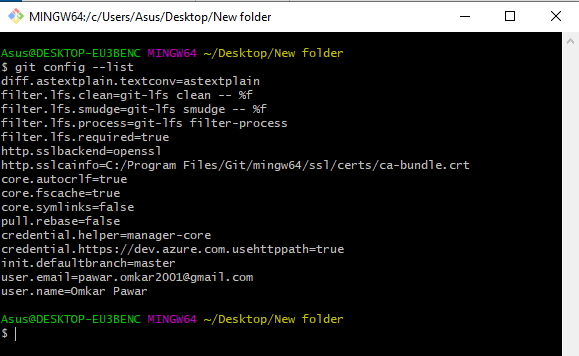 MINGW64:/c/Users/Asus/Desktop/New folder
Asus@DESKTOP-EU3BENC MINGW64 ~/Desktop/New folder
$ git config --list
diff.astextplain.textconv=astextplain
filter.lfs.clean=git-lfs clean -- %f
filter.lfs.smudge=git-lfs smudge -- %f
filter.lfs.process=git-lfs filter-process
filter.lfs.required=true
http.sslbackend=openssl
http.sslcainfo=C:/Program Files/Git/mingw64/ssl/certs/ca-bundle.crt
core.autocrlf=true
core.fscache=true
core.symlinks=false
pull.rebase=false
credential.helper=manager-core
credential.https://dev.azure.com.usehttppath=true
init.defaultbranch=master
user.email=pawar.omkar2001@gmail.com
user.name=Omkar Pawar
Asus@DESKTOP-EU3BENC MINGW64 ~/Desktop/New folder
$